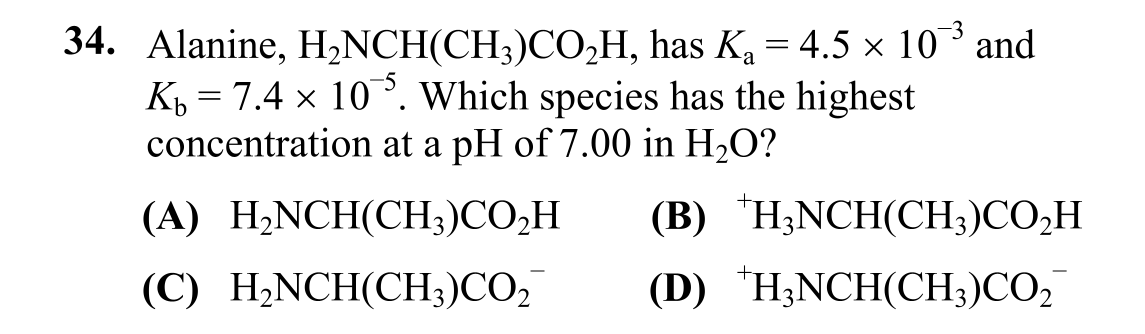 34. Alanine, H₂NCH(CH₃)CO₂H, has Kₐ = 4.5 × 10⁻³ and
K_b = 7.4 × 10⁻⁵. Which species has the highest
concentration at a pH of 7.00 in H₂O?
(A) H₂NCH(CH₃)CO₂H (B) ⁺H₃NCH(CH₃)CO₂H
(C) H₂NCH(CH₃)CO₂⁻ (D) ⁺H₃NCH(CH₃)CO₂⁻